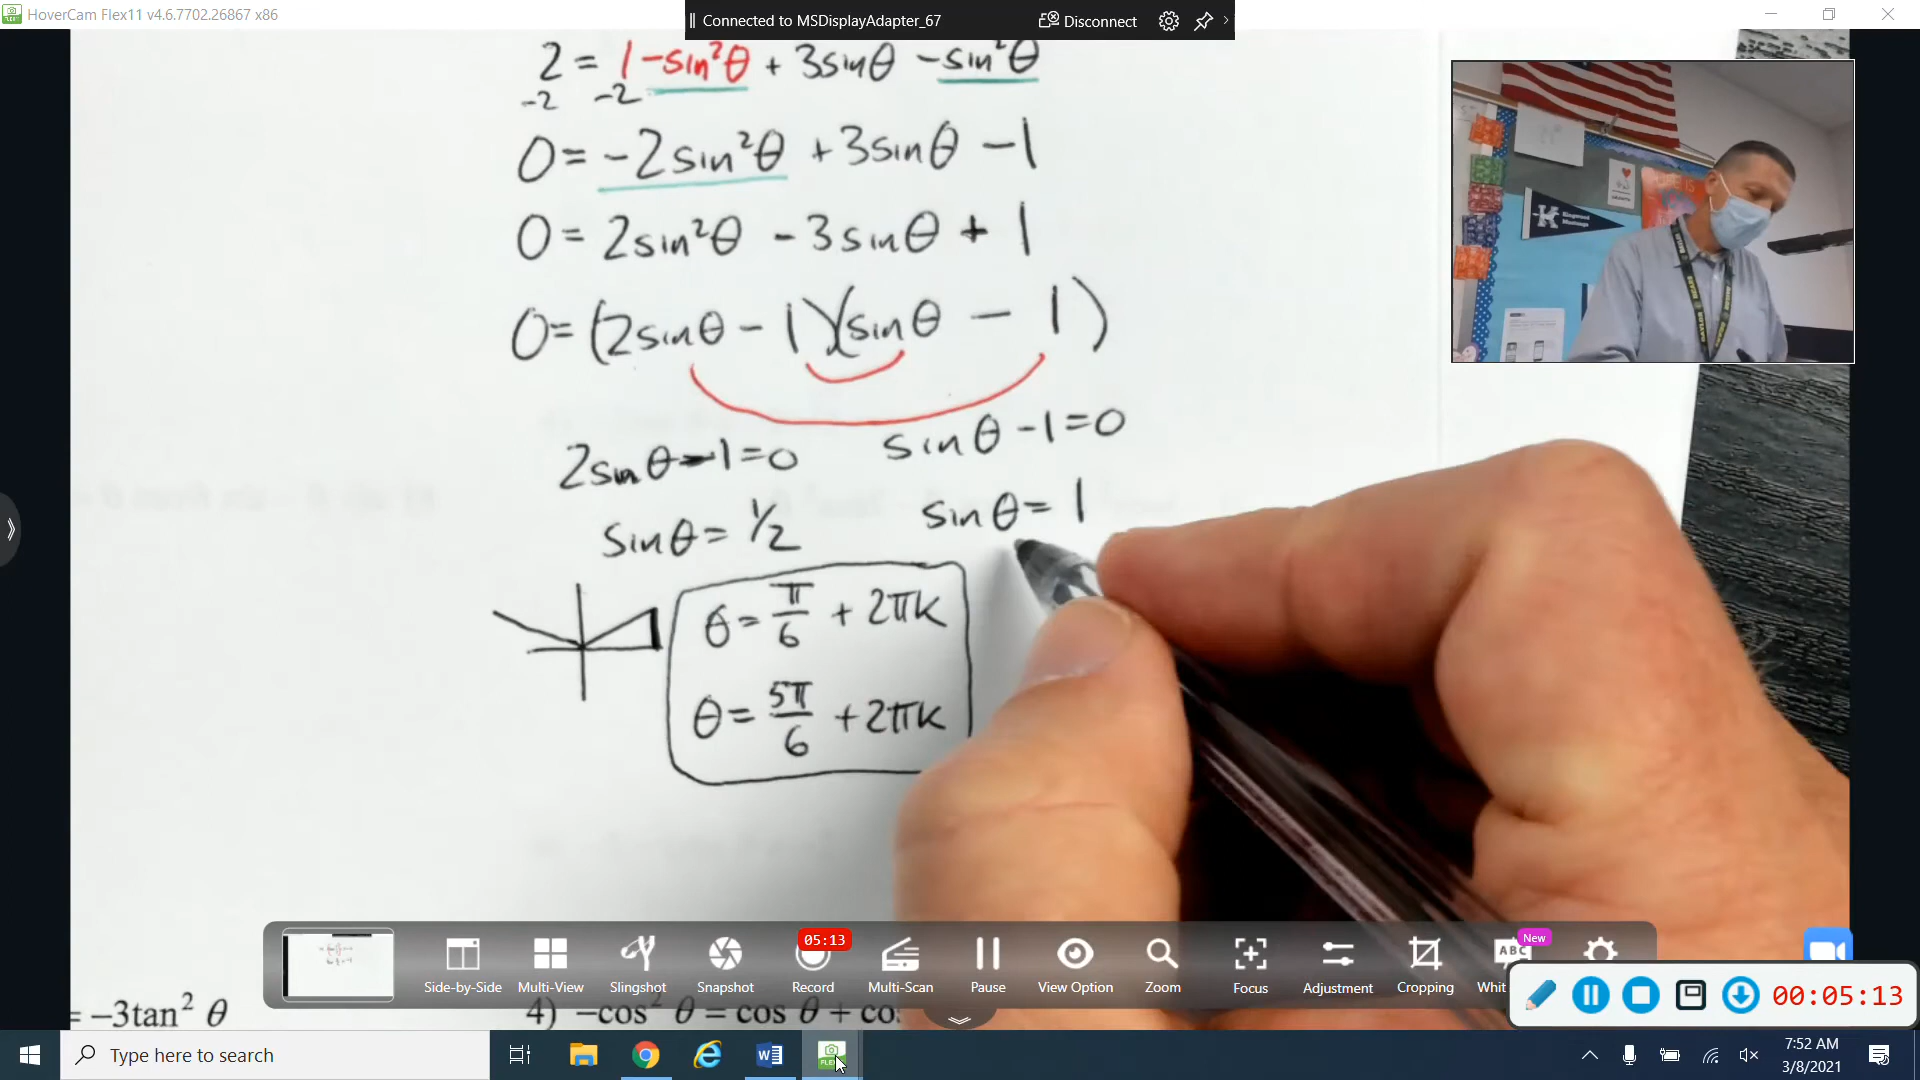 HoverCam Flex11 v4.6.7702.26867 x86
Connected to MSDisplayAdapter_67 Disconnect
2 = 1 - sin²θ + 3sinθ - sin²θ
-2 -2
0 = -2sin²θ + 3sinθ - 1
0 = 2sin²θ - 3sinθ + 1
0 = (2sinθ - 1)(sinθ - 1)
2sinθ - 1 = 0 sinθ - 1 = 0
sinθ = 1/2 sinθ = 1
θ = π/6 + 2πk
θ = 5π/6 + 2πk
05:13
New
ABC
Side-by-Side Multi-View Slingshot Snapshot Record Multi-Scan Pause View Option Zoom Focus Adjustment Cropping Whit
00:05:13
= -3tan² θ 4) -cos² θ = cos θ + co
Type here to search
FLEX
7:52 AM
3/8/2021